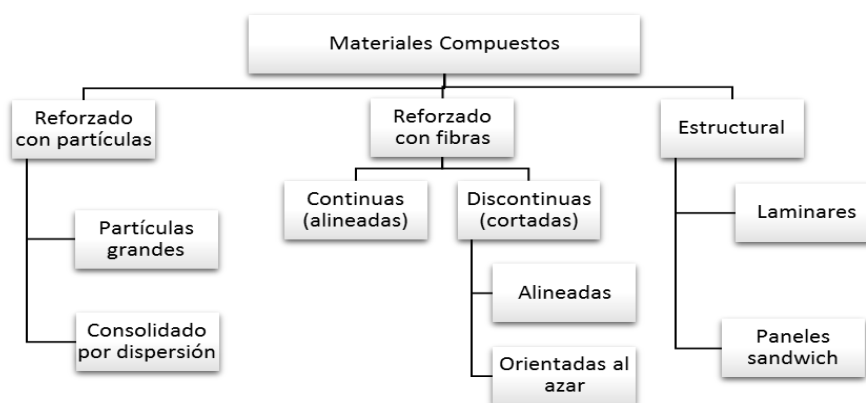 Materiales Compuestos
Reforzado
con partículas
Reforzado
con fibras
Estructural
Partículas
grandes
Consolidado
por dispersión
Continuas
(alineadas)
Discontinuas
(cortadas)
Alineadas
Orientadas al
azar
Laminares
Paneles
sandwich